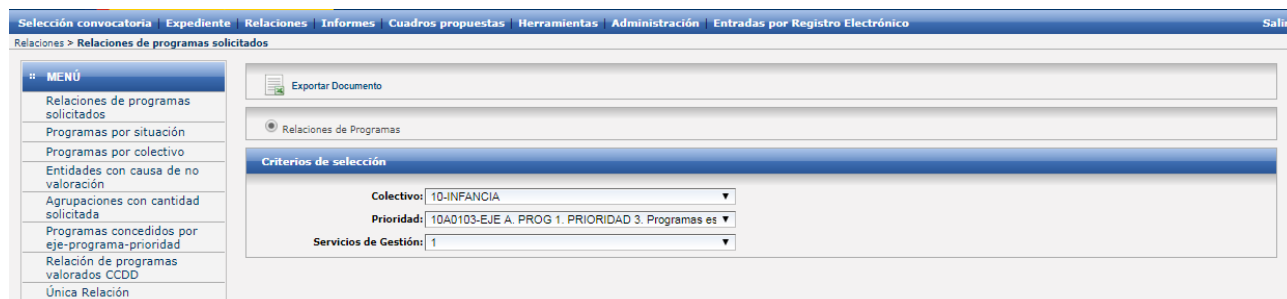 Selección convocatoria | Expediente | Relaciones | Informes | Cuadros propuestas | Herramientas | Administración | Entradas por Registro Electrónico
Relaciones > Relaciones de programas solicitados
MENÚ
Relaciones de programas
solicitados
Programas por situación
Programas por colectivo
Entidades con causa de no
valoración
Agrupaciones con cantidad
solicitada
Programas concedidos por
eje-programa-prioridad
Relación de programas
valorados CCDD
Única Relación
Exportar Documento
Relaciones de Programas
Criterios de selección
Colectivo: 10-INFANCIA
Prioridad: 10A0103-EJE A. PROG 1. PRIORIDAD 3. Programas es
Servicios de Gestión: 1